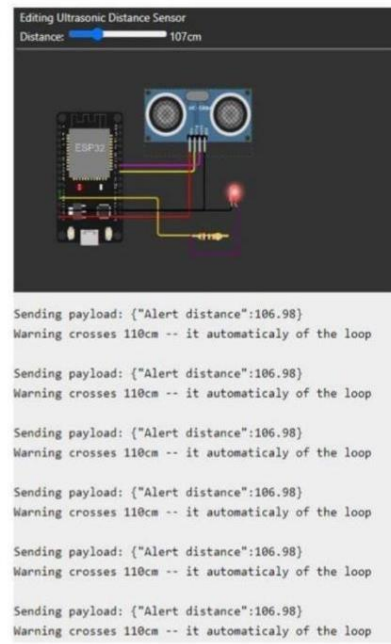 Editing Ultrasonic Distance Sensor
Distance: 107cm
ESP32
Sending payload: {"Alert distance":106.98}
Warning crosses 110cm -- it automaticaly of the loop
Sending payload: {"Alert distance":106.98}
Warning crosses 110cm -- it automaticaly of the loop
Sending payload: {"Alert distance":106.98}
Warning crosses 110cm -- it automaticaly of the loop
Sending payload: {"Alert distance":106.98}
Warning crosses 110cm -- it automaticaly of the loop
Sending payload: {"Alert distance":106.98}
Warning crosses 110cm -- it automaticaly of the loop
Sending payload: {"Alert distance":106.98}
Warning crosses 110cm -- it automaticaly of the loop